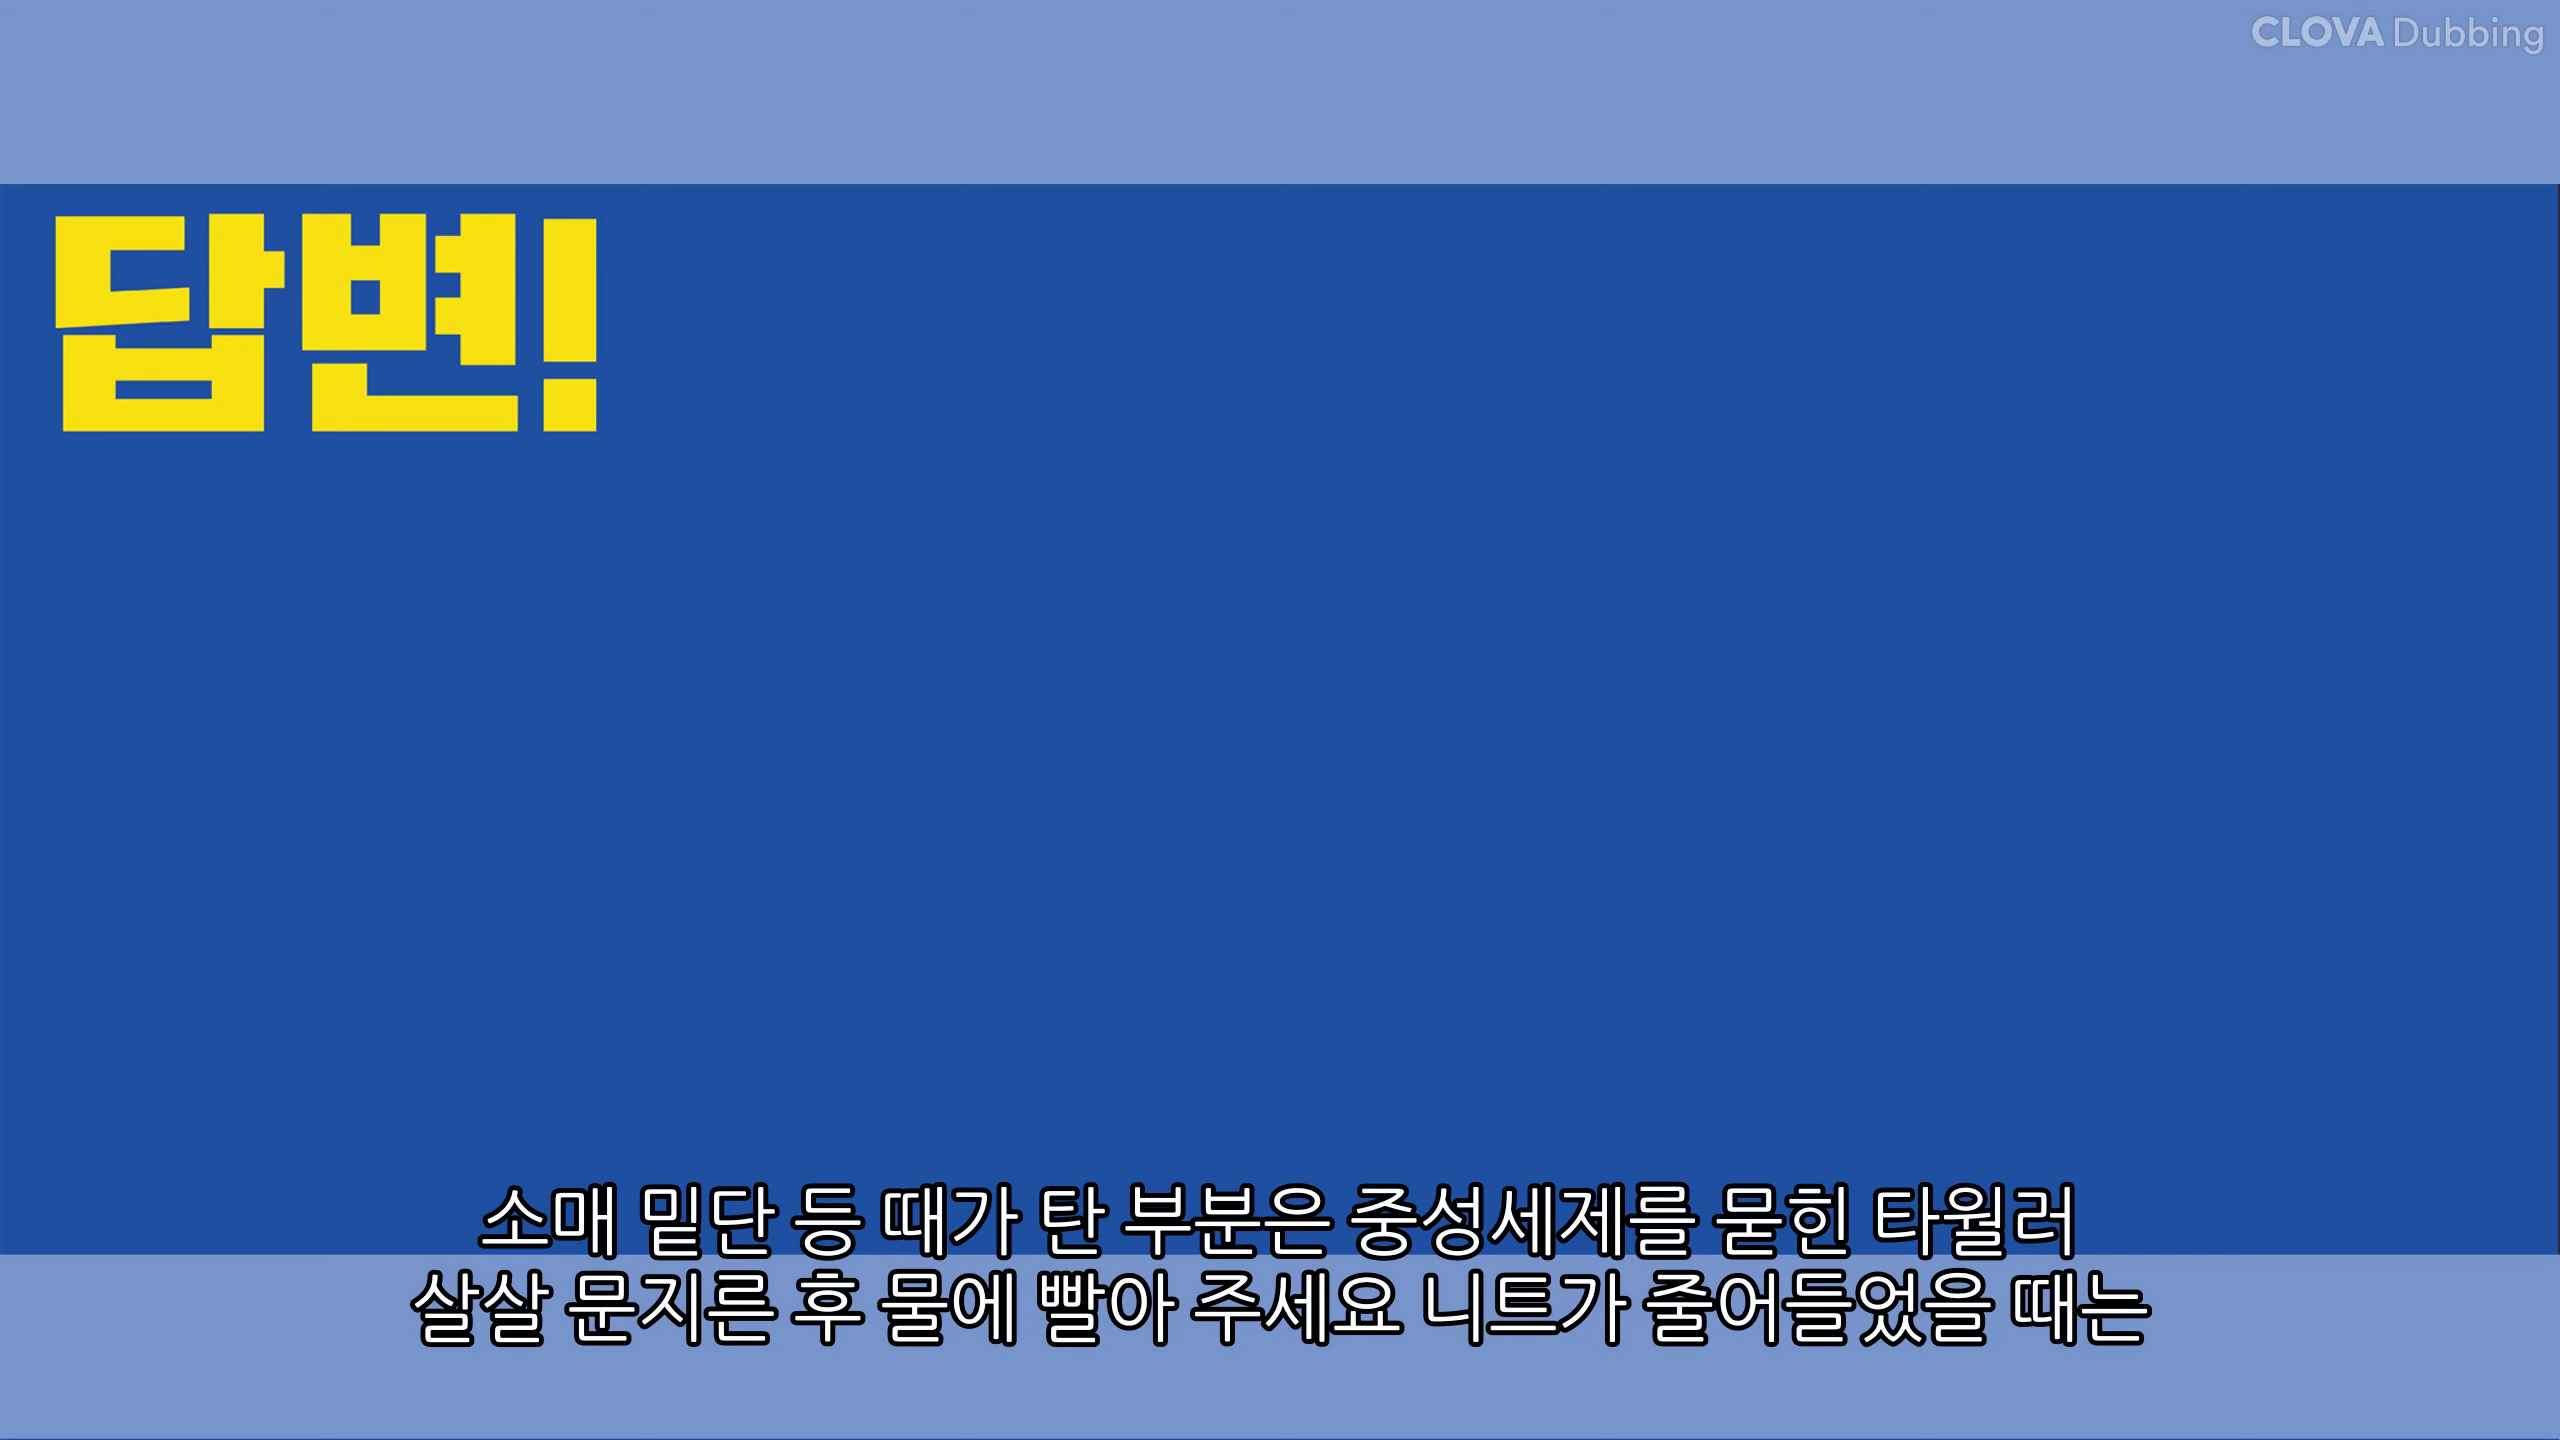 CLOVA Dubbing
답변!
소매 밑단 등 때가 탄 부분은 중성세제를 묻힌 타월러
살살 문지른 후 물에 빨아 주세요 니트가 줄어들었을 때는